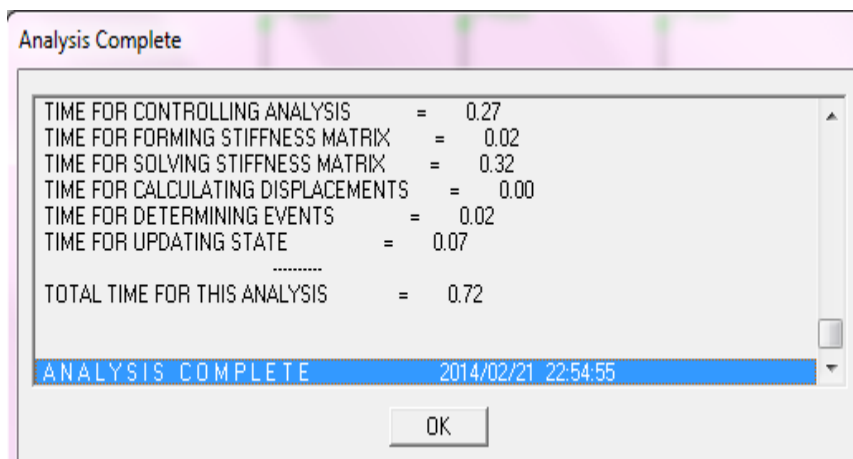 Analysis Complete
TIME FOR CONTROLLING ANALYSIS = 0.27
TIME FOR FORMING STIFFNESS MATRIX = 0.02
TIME FOR SOLVING STIFFNESS MATRIX = 0.32
TIME FOR CALCULATING DISPLACEMENTS = 0.00
TIME FOR DETERMINING EVENTS = 0.02
TIME FOR UPDATING STATE = 0.07
----------
TOTAL TIME FOR THIS ANALYSIS = 0.72
A N A L Y S I S  C O M P L E T E 2014/02/21 22:54:55
OK